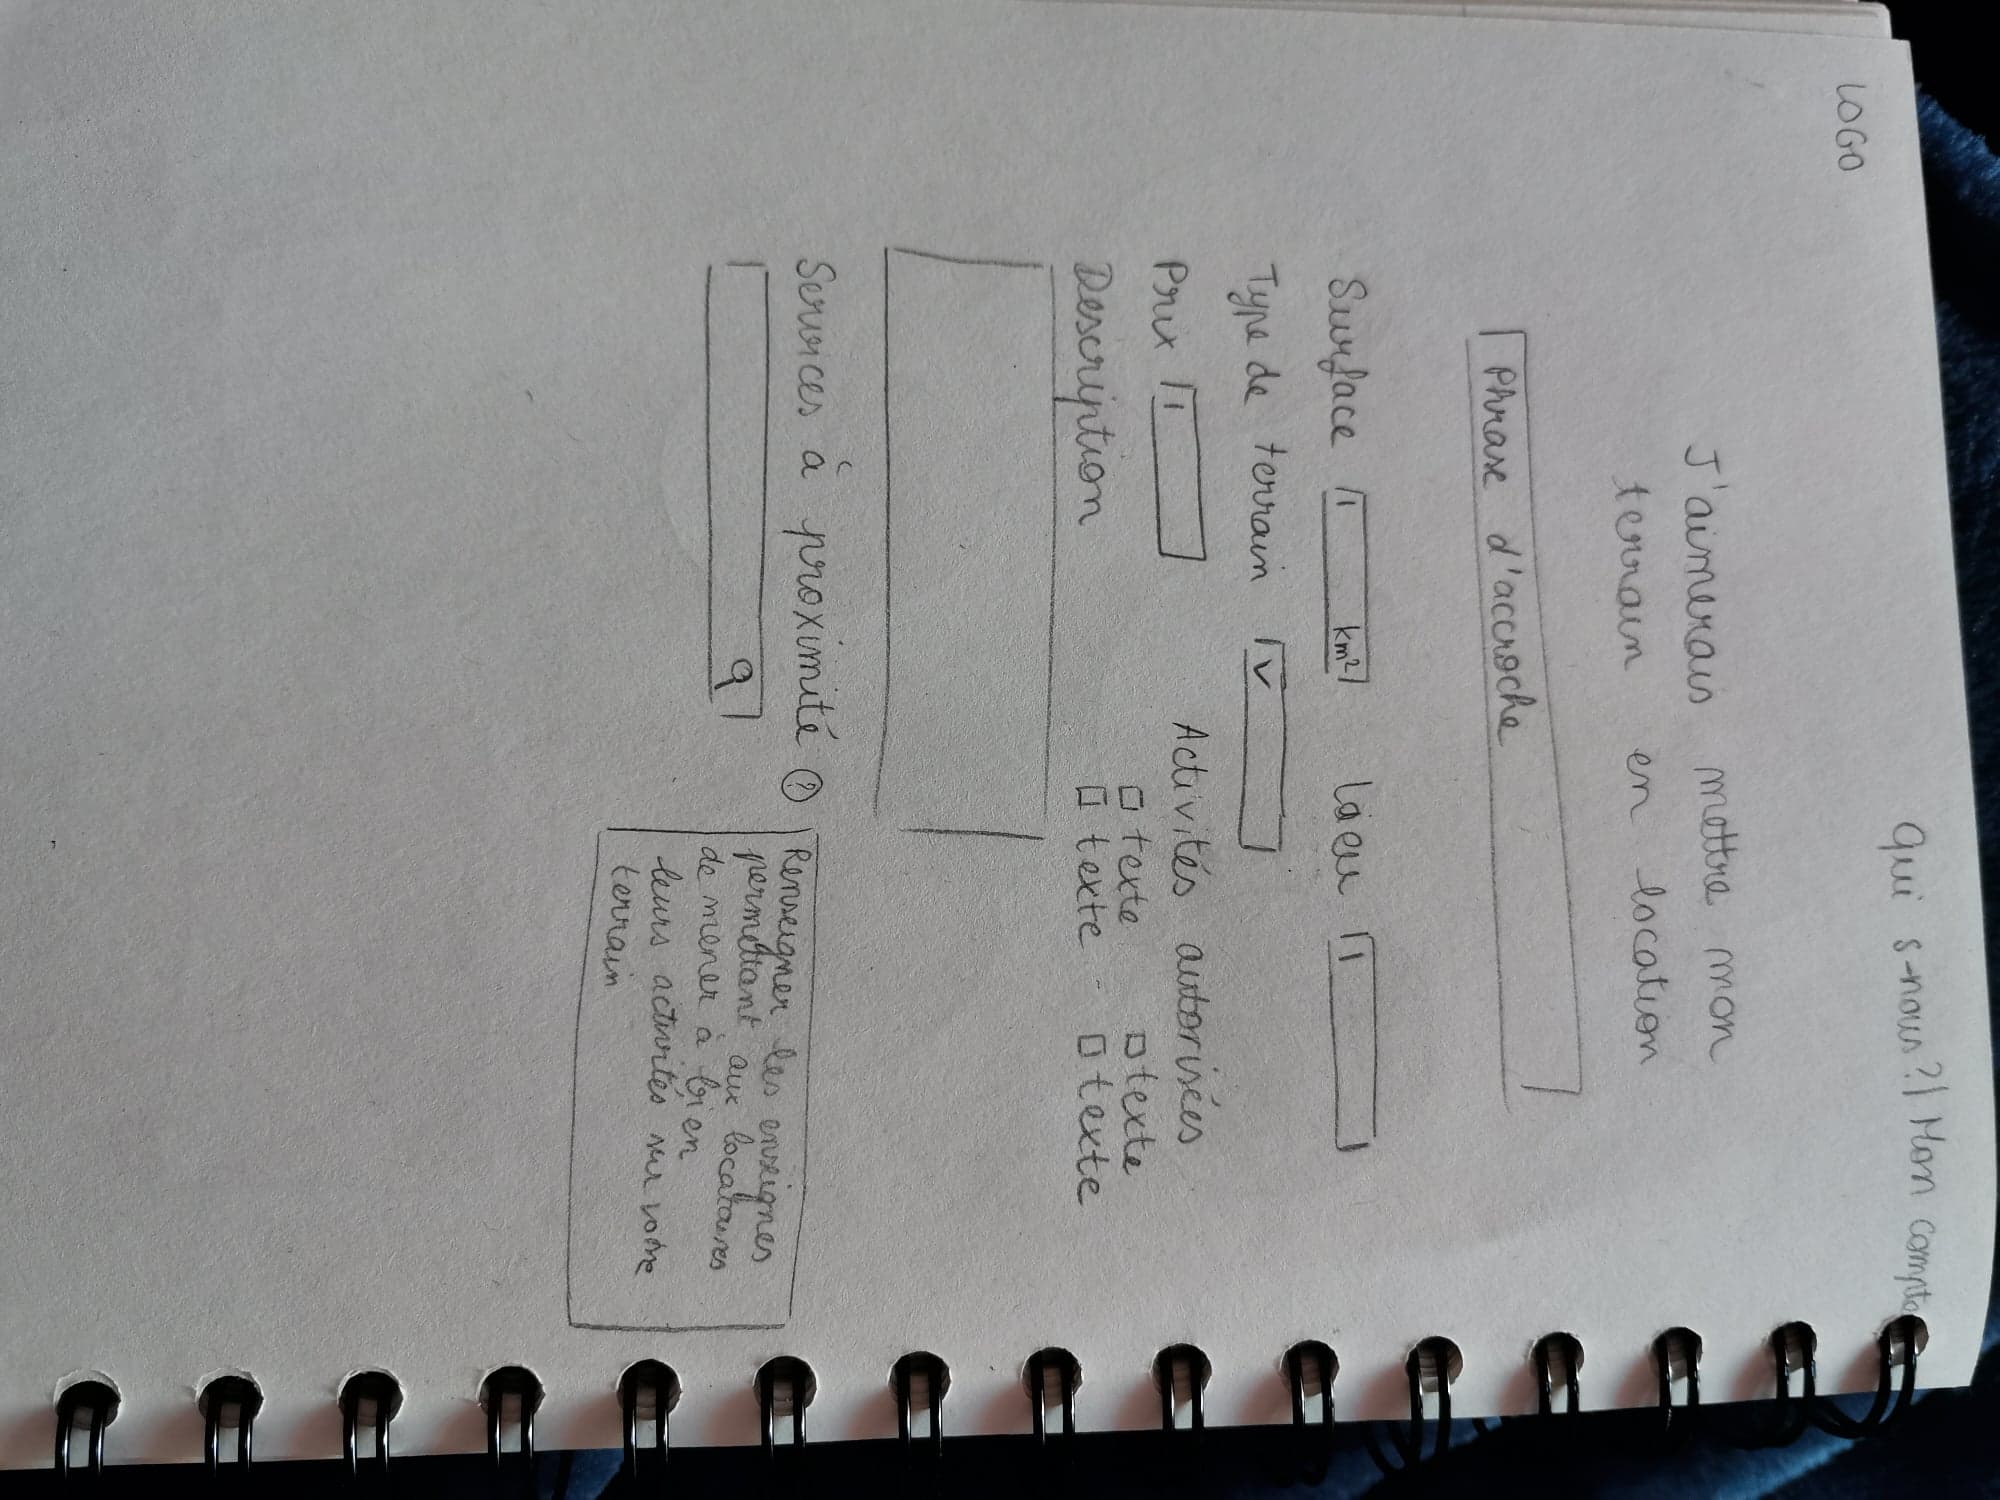 Qui s-nous? | Mon compte
LOGO
J'aimerais mettre mon
terrain en location
Phrase d'accroche
Surface km² Lieu
Type de terrain
Prix Activités autorisées
texte texte
Description texte texte
Services à proximité ?
Renseigner les enseignes
permettant aux locataires
de mener à bien
leurs activités sur votre
terrain